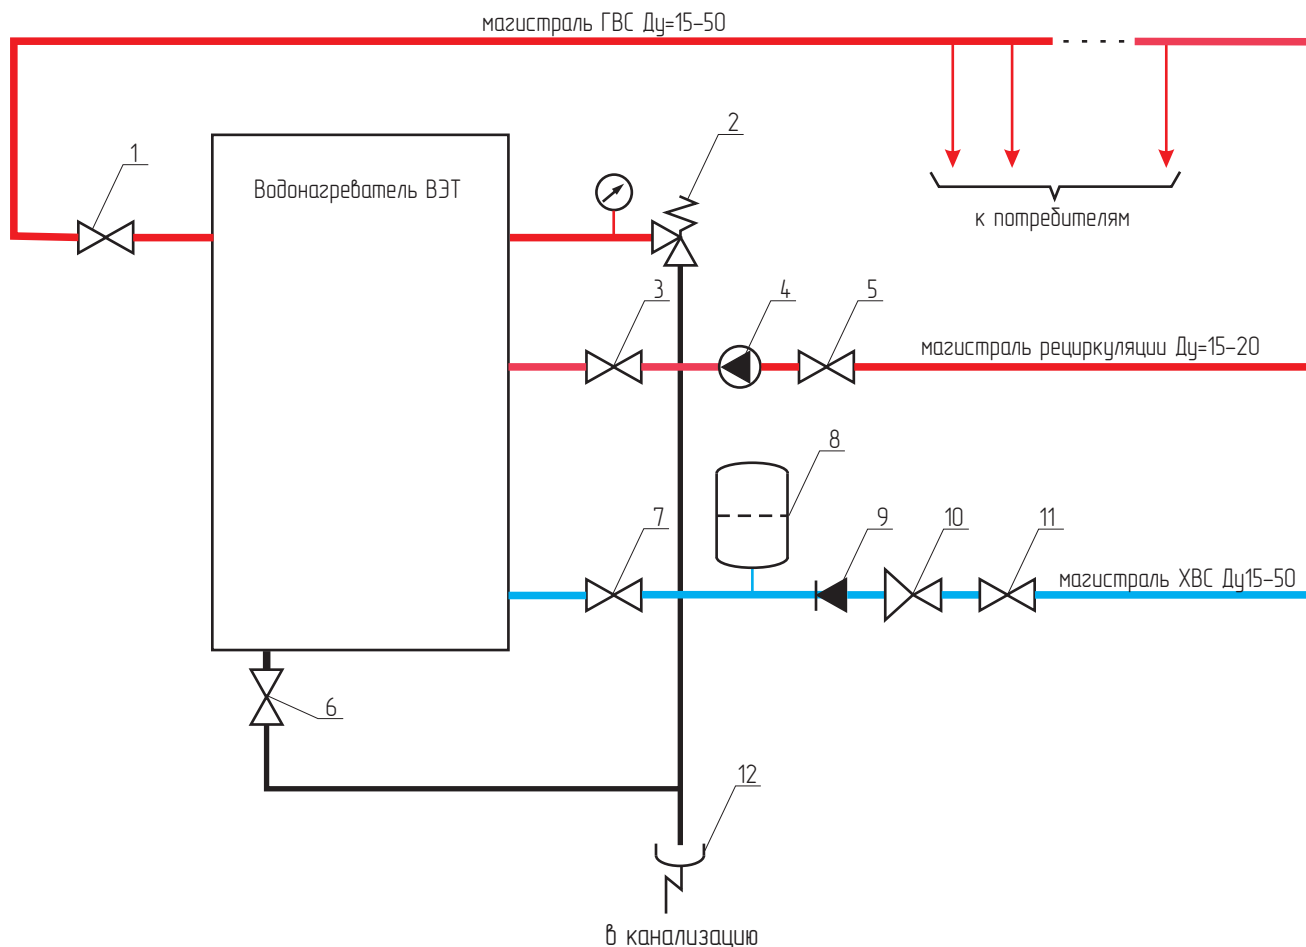 магистраль ГВС Ду=15-50
1
2
Водонагреватель ВЭТ
к потребителям
3
4
5
магистраль рециркуляции Ду=15-20
8
7
9
10
11
магистраль ХВС Ду15-50
6
12
в канализацию